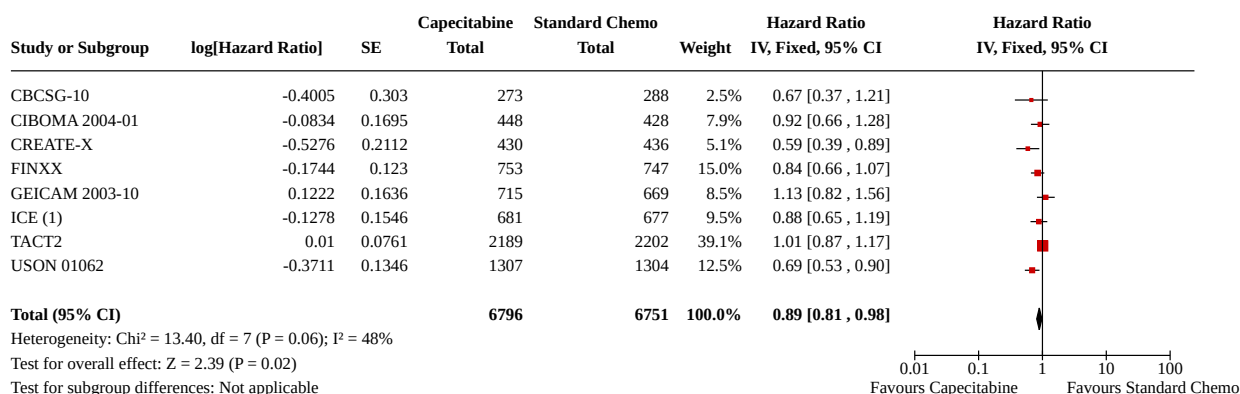 Capecitabine Standard Chemo Hazard Ratio Hazard Ratio
Study or Subgroup log[Hazard Ratio] SE Total Total Weight IV, Fixed, 95% CI IV, Fixed, 95% CI
CBCSG-10 -0.4005 0.303 273 288 2.5% 0.67 [0.37 , 1.21]
CIBOMA 2004-01 -0.0834 0.1695 448 428 7.9% 0.92 [0.66 , 1.28]
CREATE-X -0.5276 0.2112 430 436 5.1% 0.59 [0.39 , 0.89]
FINXX -0.1744 0.123 753 747 15.0% 0.84 [0.66 , 1.07]
GEICAM 2003-10 0.1222 0.1636 715 669 8.5% 1.13 [0.82 , 1.56]
ICE (1) -0.1278 0.1546 681 677 9.5% 0.88 [0.65 , 1.19]
TACT2 0.01 0.0761 2189 2202 39.1% 1.01 [0.87 , 1.17]
USON 01062 -0.3711 0.1346 1307 1304 12.5% 0.69 [0.53 , 0.90]
Total (95% CI) 6796 6751 100.0% 0.89 [0.81 , 0.98]
Heterogeneity: Chi² = 13.40, df = 7 (P = 0.06); I² = 48%
Test for overall effect: Z = 2.39 (P = 0.02)
Test for subgroup differences: Not applicable
0.01 0.1 1 10 100
Favours Capecitabine Favours Standard Chemo